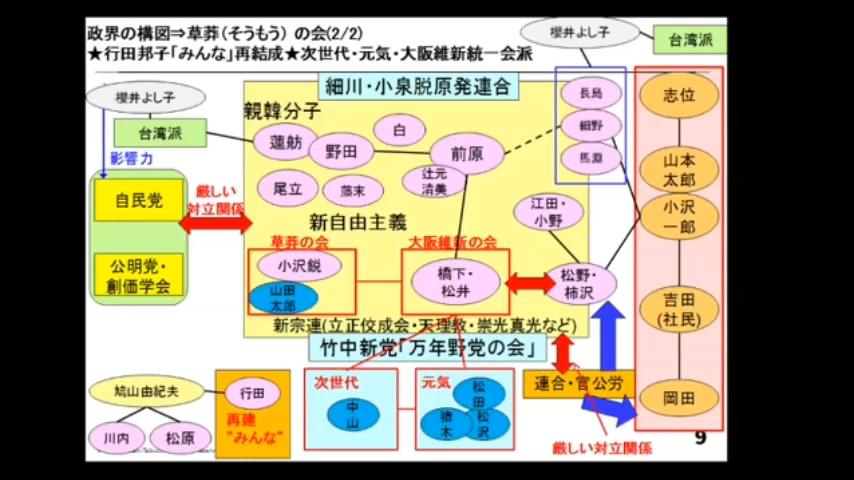 政界の構図⇒草莽(そうもう) の会(2/2)
★行田邦子「みんな」再結成★次世代・元気・大阪維新統一会派
櫻井よし子
台湾派
細川・小泉脱原発連合
櫻井よし子
台湾派
影響力
自民党
公明党・
創価学会
厳しい
対立関係
親韓分子
蓮舫
野田
白
前原
尾立
藤末
辻元
清美
新自由主義
草莽の会
小沢鋭
山田
太郎
大阪維新の会
橋下・
松井
江田・
小野
松野・
柿沢
長島
細野
馬淵
志位
山本
太郎
小沢
一郎
吉田
(社民)
岡田
新宗連(立正佼成会・天理教・崇光真光など)
竹中新党「万年野党の会」
連合・官公労
厳しい対立関係
鳩山由紀夫
川内
松原
行田
再建
"みんな"
次世代
中
山
元気
松
田
猪
木
松
沢
9